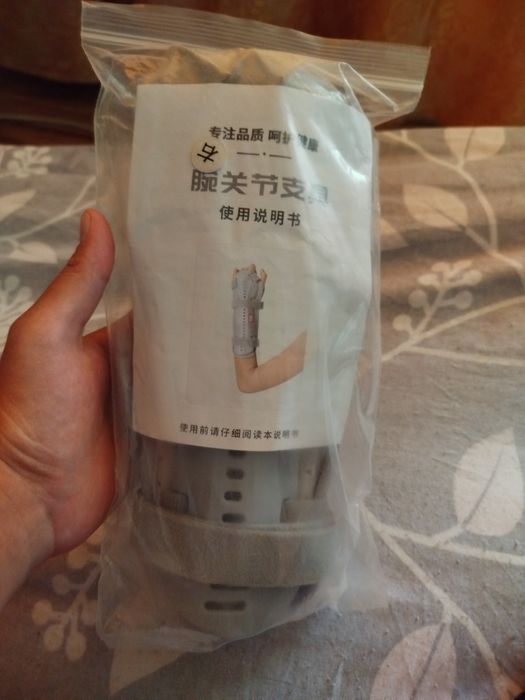 专注品质 呵护健康
右
腕关节支具
使用说明书
使用前请仔细阅读本说明书